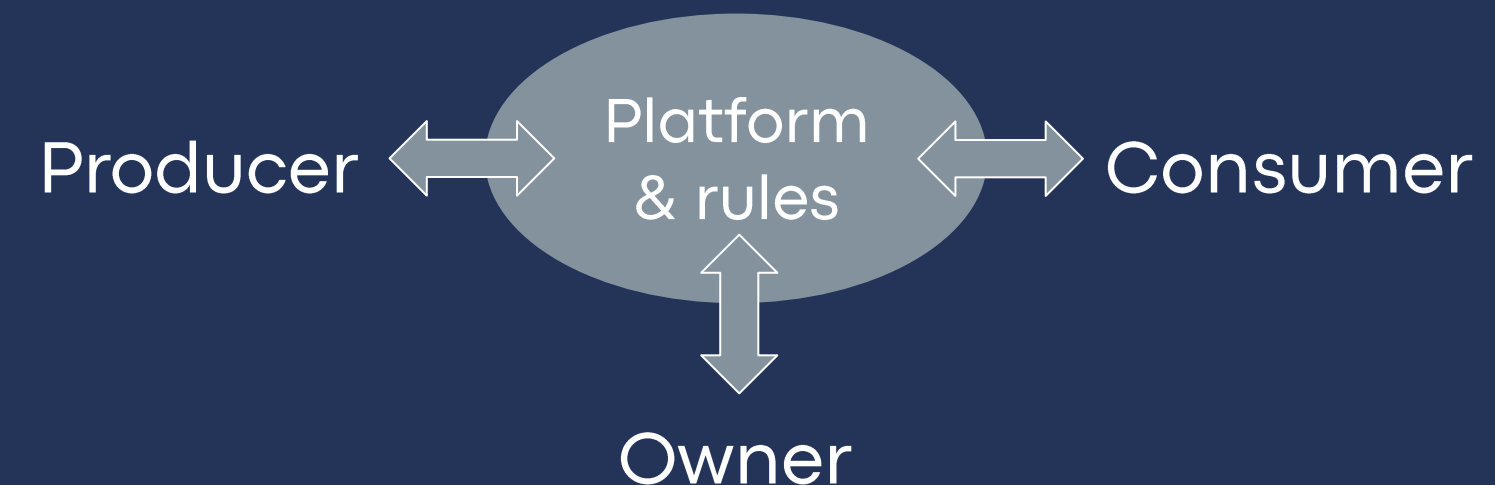 Platform
Producer
& rules
Consumer
Owner